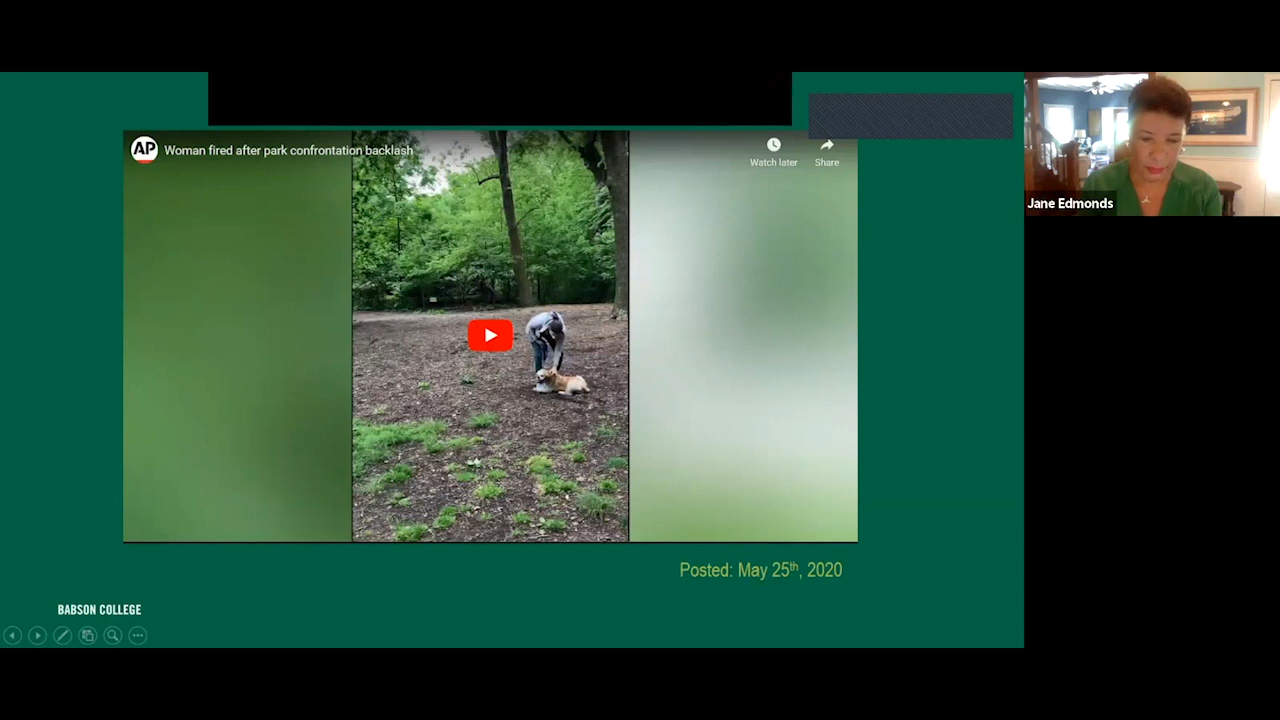 AP Woman fired after park confrontation backlash
Watch later
Share
Jane Edmonds
Posted: May 25th, 2020
BABSON COLLEGE